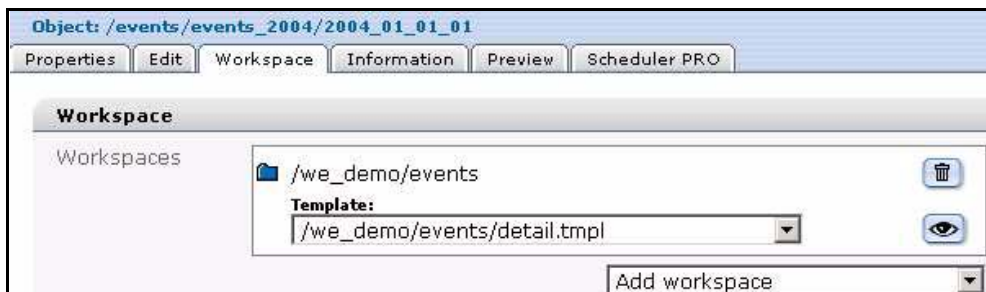 Object: /events/events_2004/2004_01_01_01
Properties Edit Workspace Information Preview Scheduler PRO
Workspace
Workspaces
/we_demo/events
Template:
/we_demo/events/detail.tmpl
Add workspace